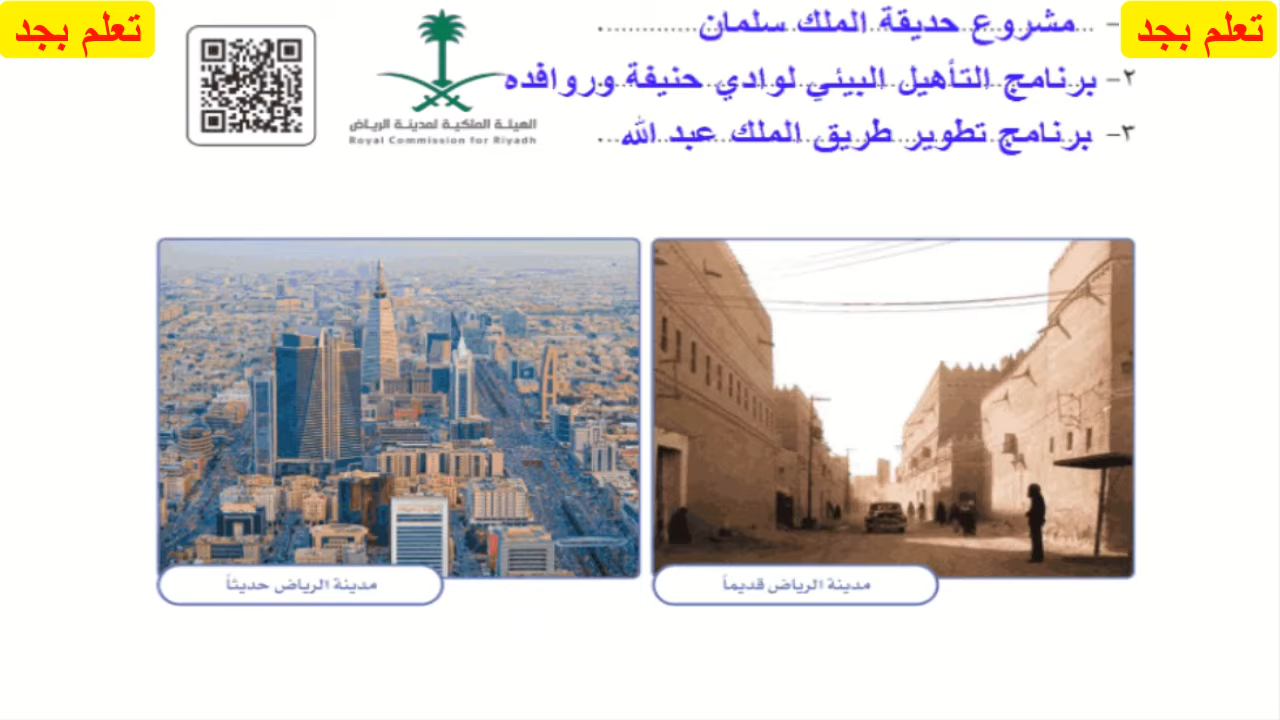 تعلم بجد
تعلم بجد
- مشروع حديقة الملك سلمان
٢- برنامج التأهيل البيئي لوادي حنيفة وروافده
٣- برنامج تطوير طريق الملك عبد الله
الهيئة الملكية لمدينة الرياض
Royal Commission for Riyadh
مدينة الرياض قديماً
مدينة الرياض حديثاً